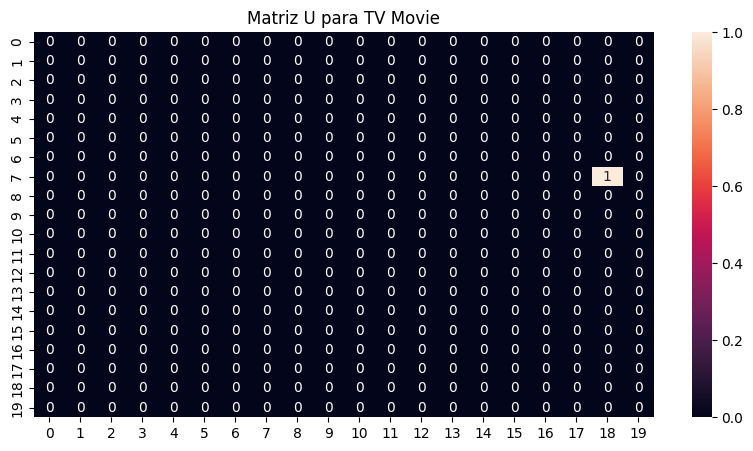 Matriz U para TV Movie
0 0 0 0 0 0 0 0 0 0 0 0 0 0 0 0 0 0 0 0 0
1 0 0 0 0 0 0 0 0 0 0 0 0 0 0 0 0 0 0 0 0
2 0 0 0 0 0 0 0 0 0 0 0 0 0 0 0 0 0 0 0 0
3 0 0 0 0 0 0 0 0 0 0 0 0 0 0 0 0 0 0 0 0
4 0 0 0 0 0 0 0 0 0 0 0 0 0 0 0 0 0 0 0 0
5 0 0 0 0 0 0 0 0 0 0 0 0 0 0 0 0 0 0 0 0
6 0 0 0 0 0 0 0 0 0 0 0 0 0 0 0 0 0 0 0 0
7 0 0 0 0 0 0 0 0 0 0 0 0 0 0 0 0 0 0 1 0
8 0 0 0 0 0 0 0 0 0 0 0 0 0 0 0 0 0 0 0 0
9 0 0 0 0 0 0 0 0 0 0 0 0 0 0 0 0 0 0 0 0
10 0 0 0 0 0 0 0 0 0 0 0 0 0 0 0 0 0 0 0 0
11 0 0 0 0 0 0 0 0 0 0 0 0 0 0 0 0 0 0 0 0
12 0 0 0 0 0 0 0 0 0 0 0 0 0 0 0 0 0 0 0 0
13 0 0 0 0 0 0 0 0 0 0 0 0 0 0 0 0 0 0 0 0
14 0 0 0 0 0 0 0 0 0 0 0 0 0 0 0 0 0 0 0 0
15 0 0 0 0 0 0 0 0 0 0 0 0 0 0 0 0 0 0 0 0
16 0 0 0 0 0 0 0 0 0 0 0 0 0 0 0 0 0 0 0 0
17 0 0 0 0 0 0 0 0 0 0 0 0 0 0 0 0 0 0 0 0
18 0 0 0 0 0 0 0 0 0 0 0 0 0 0 0 0 0 0 0 0
19 0 0 0 0 0 0 0 0 0 0 0 0 0 0 0 0 0 0 0 0
0 1 2 3 4 5 6 7 8 9 10 11 12 13 14 15 16 17 18 19
1.0
0.8
0.6
0.4
0.2
0.0